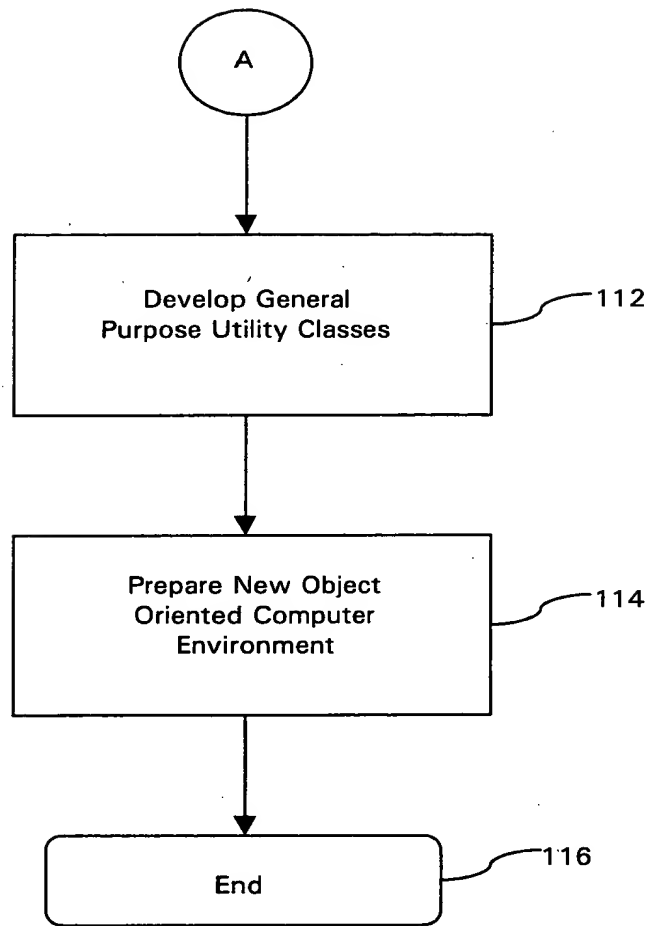 A
Develop General
Purpose Utility Classes
112
Prepare New Object
Oriented Computer
Environment
114
End
116